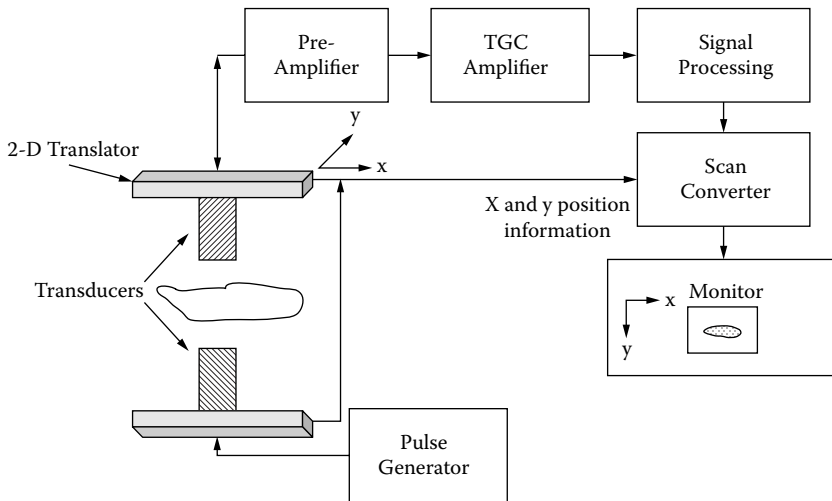 Pre-
Amplifier
TGC
Amplifier
Signal
Processing
y
x
2-D Translator
Scan
Converter
X and y position
information
Transducers
Monitor
x
y
Pulse
Generator